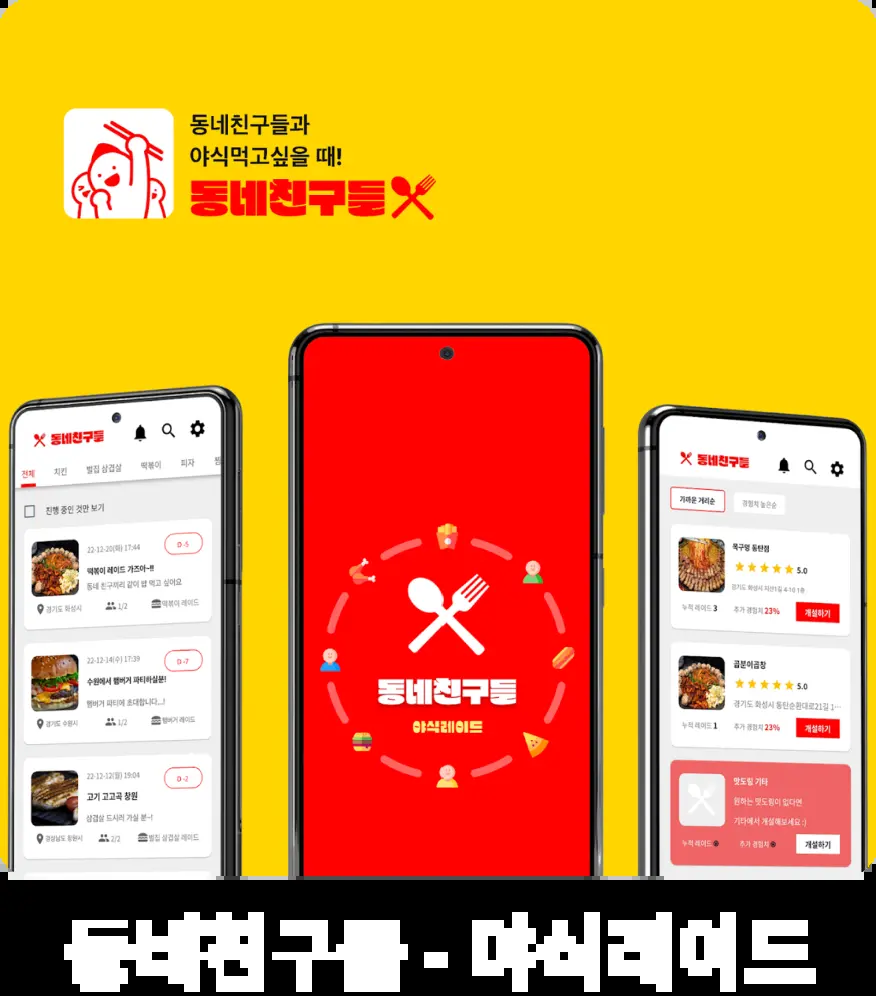 동네친구들과
야식먹고싶을 때!
동네친구들
동네친구들
전체 치킨 벌집 삼겹살 떡볶이 피자
진행 중인 것만 보기
22-12-20(화) 17:44 D -5
떡볶이 레이드 가즈아~!!
동네 친구끼리 같이 밥 먹고 싶어요
경기도 화성시 1/2 떡볶이 레이드
22-12-14(수) 17:39 D -7
수원에서 햄버거 파티하실분!
햄버거 파티에 초대합니다...!
경기도 수원시 1/2 햄버거 레이드
22-12-12(월) 19:04 D -2
고기 고고곡 창원
삼겹살 드시러 가실 분~!
경상남도 창원시 2/2 벌집 삼겹살 레이드
동네친구들
야식레이드
동네친구들
가까운 거리순 경험치 높은순
목구멍 동탄점
5.0
경기도 화성시
누적 레이드 3 추가 경험치 23% 개설하기
곱분이곱창
5.0
경기도 화성시 동탄순환대로21길 1…
누적 레이드 1 추가 경험치 23% 개설하기
맛도릴 기타
원하는 맛도릴이 없다면
기타에서 개설해보세요 :)
누적 레이드 추가 경험치 개설하기
동네친구들 - 야식레이드